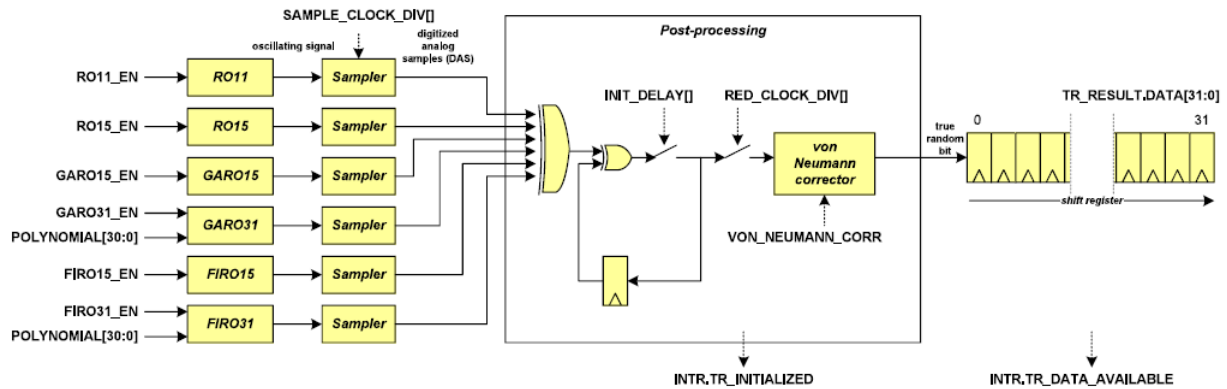 SAMPLE_CLOCK_DIV[]
oscillating signal
digitized
analog
samples (DAS)
Post-processing
RO11_EN
RO11
Sampler
INIT_DELAY[]
RED_CLOCK_DIV[]
TR_RESULT.DATA[31:0]
0
31
RO15_EN
RO15
Sampler
GARO15_EN
GARO15
Sampler
von
Neumann
corrector
true
random
bit
shift register
GARO31_EN
POLYNOMIAL[30:0]
GARO31
Sampler
VON_NEUMANN_CORR
FIRO15_EN
FIRO15
Sampler
FIRO31_EN
POLYNOMIAL[30:0]
FIRO31
Sampler
INTR.TR_INITIALIZED
INTR.TR_DATA_AVAILABLE